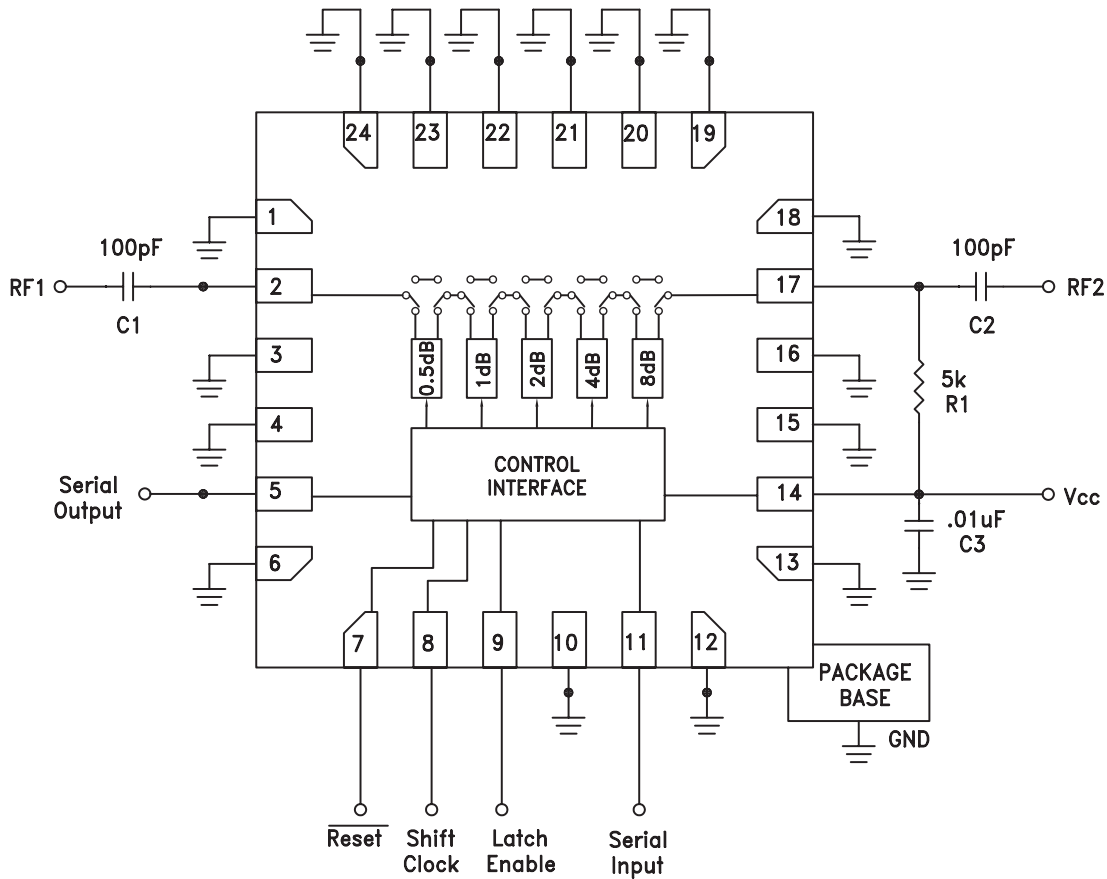 24 23 22 21 20 19
1
18
100pF
100pF
RF1
2
17
RF2
C1
C2
3
0.5dB
1dB
2dB
4dB
8dB
16
5k
R1
4
15
CONTROL
INTERFACE
Serial
Output
5
14
Vcc
.01uF
C3
6
13
7 8 9 10 11 12
PACKAGE
BASE
GND
Reset
Shift
Clock
Latch
Enable
Serial
Input